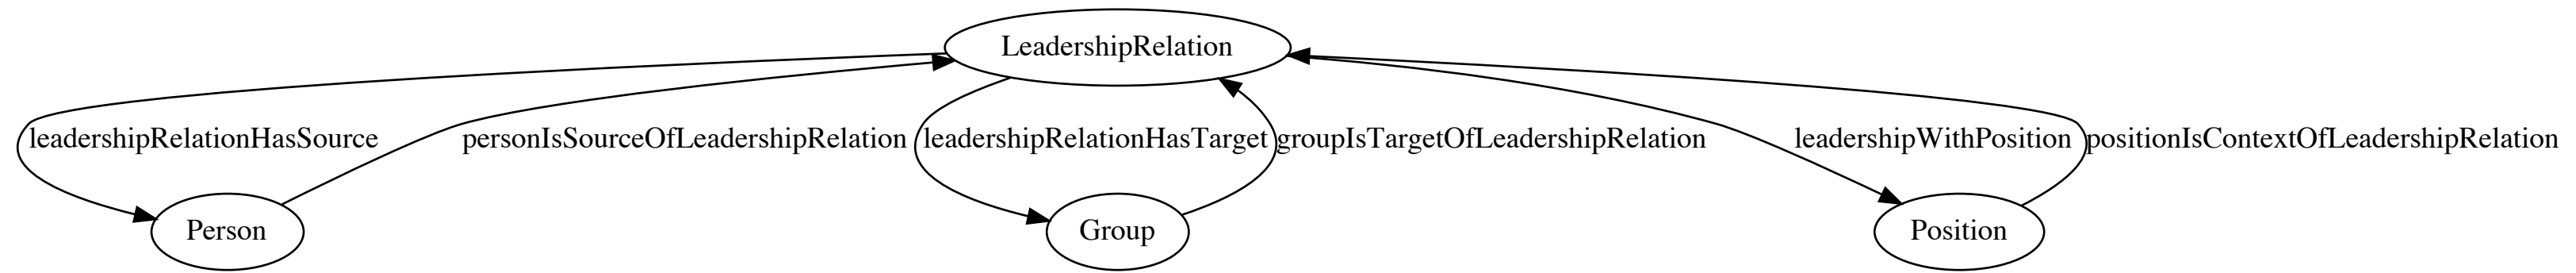 LeadershipRelation
leadershipRelationHasSource
personIsSourceOfLeadershipRelation
leadershipRelationHasTarget
groupIsTargetOfLeadershipRelation
leadershipWithPosition
positionIsContextOfLeadershipRelation
Person
Group
Position